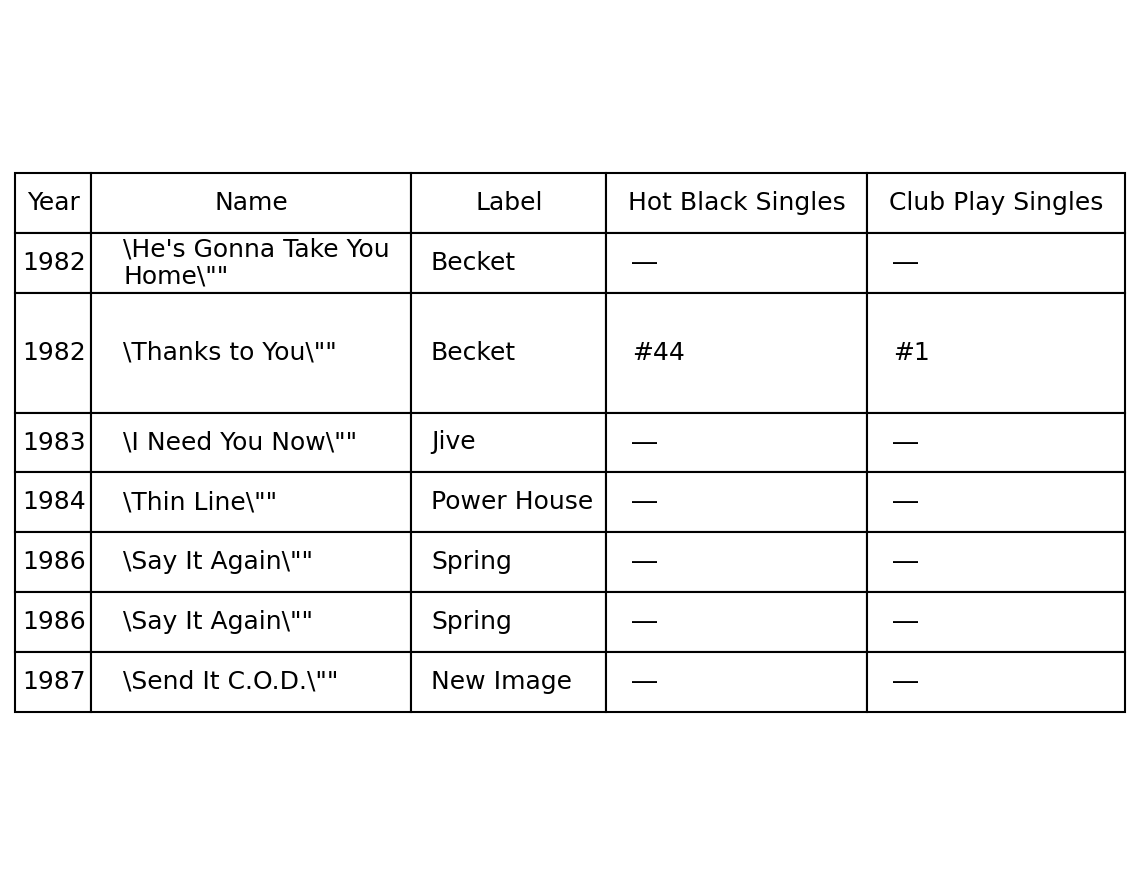 Year Name Label Hot Black Singles Club Play Singles
1982 \He's Gonna Take You
Home\"" Becket — —
1982 \Thanks to You\"" Becket #44 #1
1983 \I Need You Now\"" Jive — —
1984 \Thin Line\"" Power House — —
1986 \Say It Again\"" Spring — —
1986 \Say It Again\"" Spring — —
1987 \Send It C.O.D.\"" New Image — —